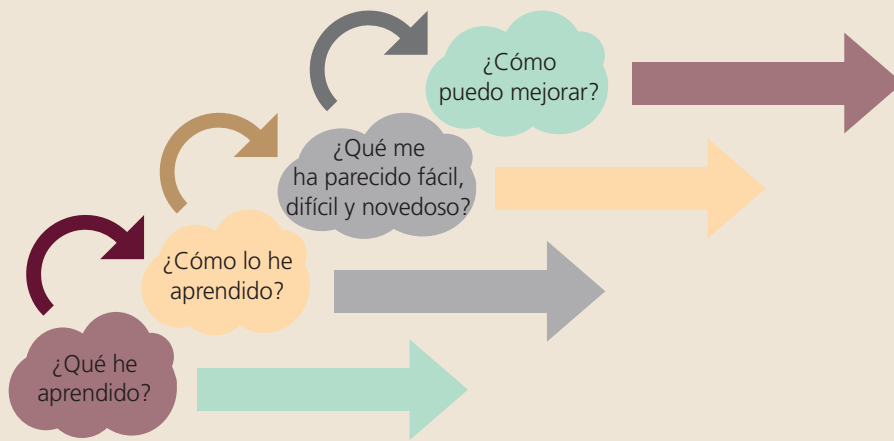 ¿Cómo
puedo mejorar?
¿Qué me
ha parecido fácil,
difícil y novedoso?
¿Cómo lo he
aprendido?
¿Qué he
aprendido?